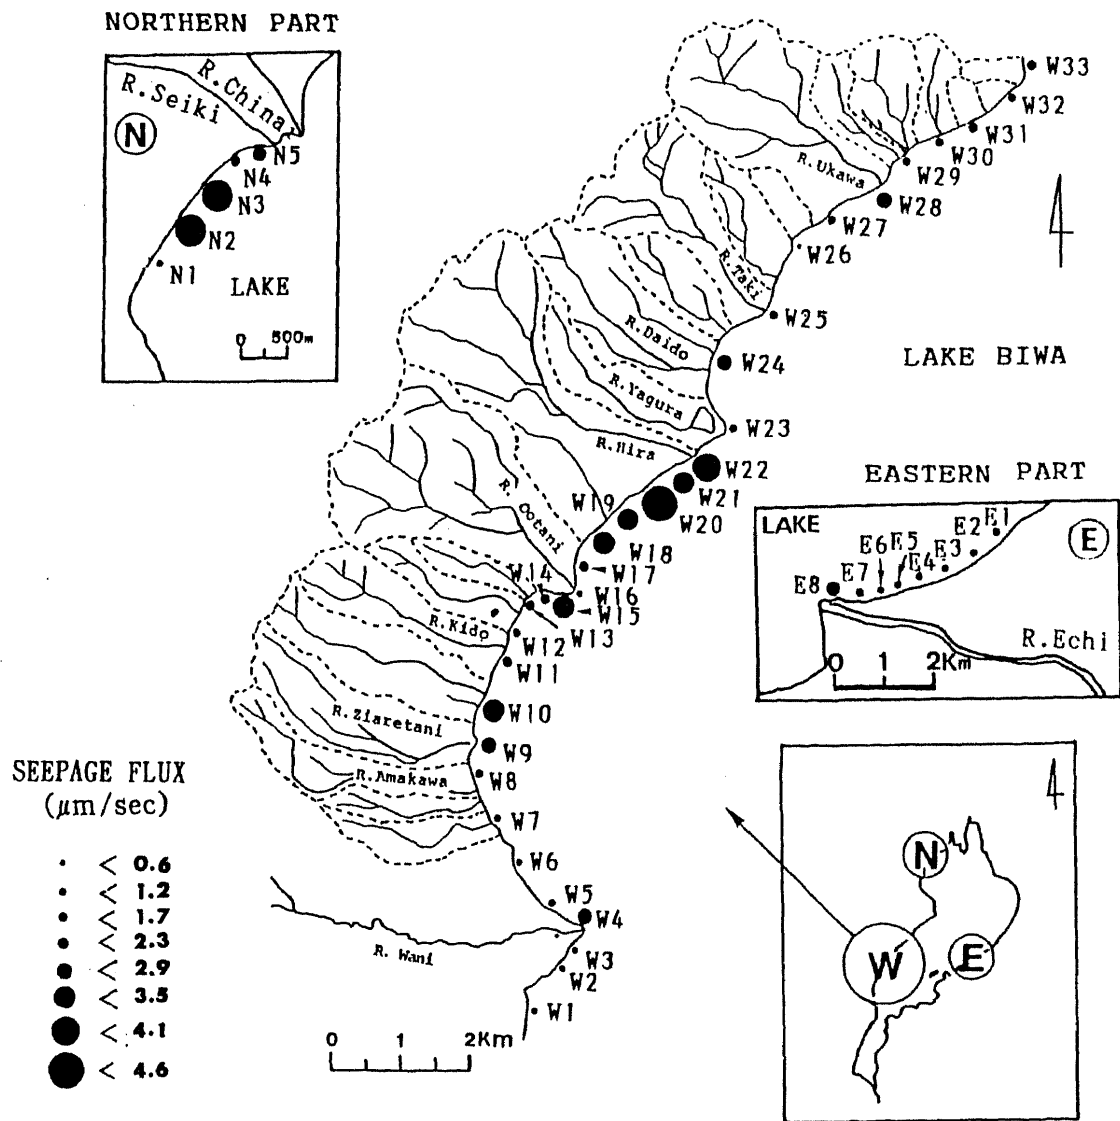 NORTHERN PART
R.China
R.Seiki
N
N5
N4
N3
N2
N1
LAKE
0 500m
W33
W32
W31
W30
W29
R.Ukawa
W28
W27
W26
R.Taki
W25
R.Daido
W24
LAKE BIWA
R.Yagura
W23
R.Hira
W22
W21
W20
W19
R. Ootani
W18
W17
W14
W16
W15
W13
R.Kido
W12
W11
R.Ziaretani
W10
W9
R.Amakawa
W8
W7
W6
W5
W4
R. Wani
W3
W2
W1
0 1 2Km
EASTERN PART
LAKE
E
E1
E2
E3
E4
E5
E6
E7
E8
R.Echi
0 1 2Km
SEEPAGE FLUX
(μm/sec)
< 0.6
< 1.2
< 1.7
< 2.3
< 2.9
< 3.5
< 4.1
< 4.6
N
W
E